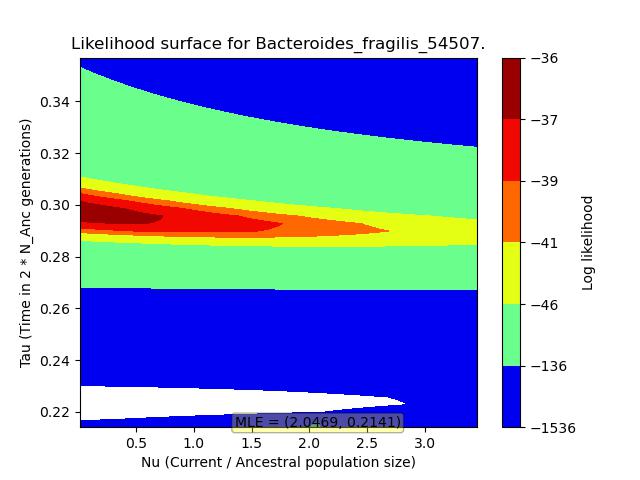 Likelihood surface for Bacteroides_fragilis_54507.
Tau (Time in 2 * N_Anc generations)
0.34
0.32
0.30
0.28
0.26
0.24
0.22
MLE = (2.0469, 0.2141)
0.5 1.0 1.5 2.0 2.5 3.0
Nu (Current / Ancestral population size)
−36
−37
−39
−41
−46
−136
−1536
Log likelihood